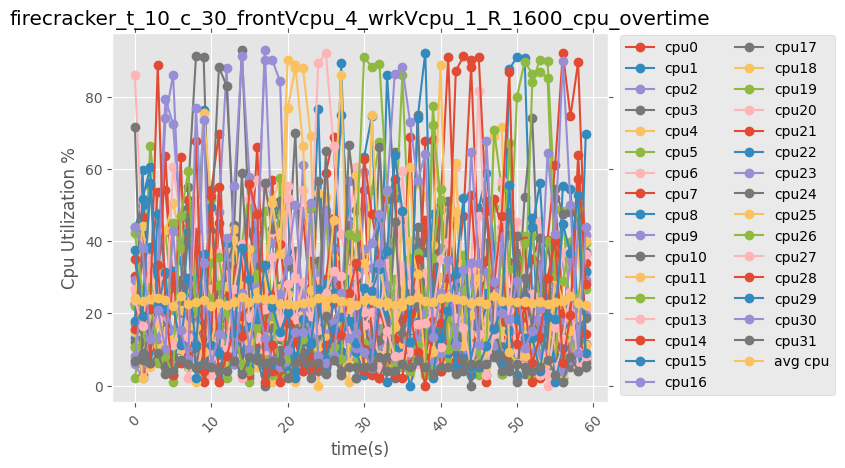 firecracker_t_10_c_30_frontVcpu_4_wrkVcpu_1_R_1600_cpu_overtime
Cpu Utilization %
80
60
40
20
0
0
10
20
30
40
50
60
time(s)
cpu0
cpu1
cpu2
cpu3
cpu4
cpu5
cpu6
cpu7
cpu8
cpu9
cpu10
cpu11
cpu12
cpu13
cpu14
cpu15
cpu16
cpu17
cpu18
cpu19
cpu20
cpu21
cpu22
cpu23
cpu24
cpu25
cpu26
cpu27
cpu28
cpu29
cpu30
cpu31
avg cpu